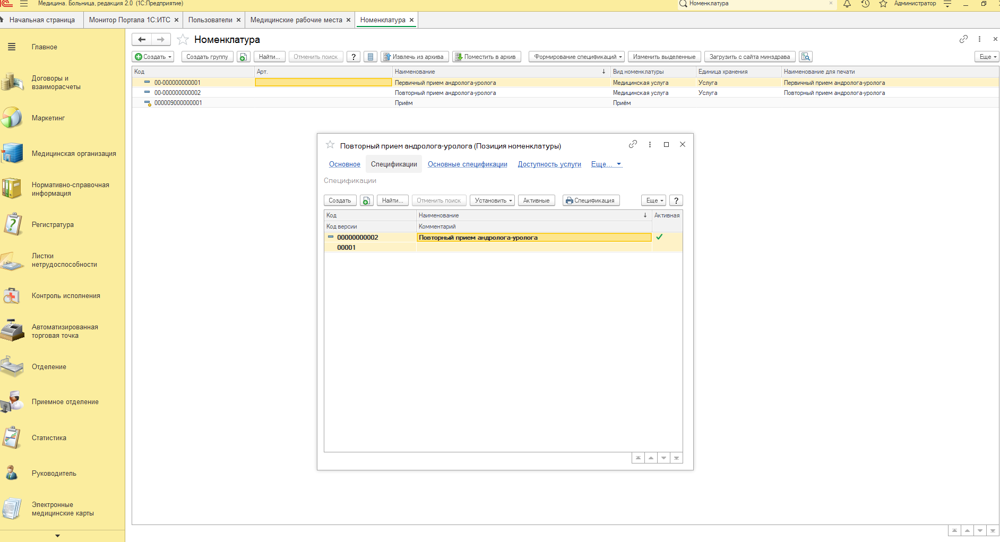 Медицина. Больница, редакция 2.0 (1С:Предприятие)
Номенклатура
Администратор
Начальная страница
Монитор Портала 1С:ИТС
Пользователи
Медицинские рабочие места
Номенклатура
Главное
Договоры и
взаиморасчеты
Маркетинг
Медицинская организация
Нормативно-справочная
информация
Регистратура
Листки
нетрудоспособности
Контроль исполнения
Автоматизированная
торговая точка
Отделение
Приемное отделение
Статистика
Руководитель
Электронные
медицинские карты
Номенклатура
Создать
Создать группу
Найти...
Отменить поиск
?
Извлечь из архива
Поместить в архив
Формирование спецификаций
Изменить выделенные
Загрузить с сайта минздрава
Еще
Код Арт. Наименование Вид номенклатуры Единица хранения Наименование для печати
00-000000000001 Первичный прием андролога-уролога Медицинская услуга Услуга Первичный прием андролога-уролога
00-000000000002 Повторный прием андролога-уролога Медицинская услуга Услуга Повторный прием андролога-уролога
000009000000001 Приём Приём
Повторный прием андролога-уролога (Позиция номенклатуры)
Основное Спецификации Основные спецификации Доступность услуги Еще...
Спецификации
Создать
Найти...
Отменить поиск
Установить
Активные
Спецификация
Еще
?
Код Наименование Активная
Код версии Комментарий
00000000002 Повторный прием андролога-уролога
00001